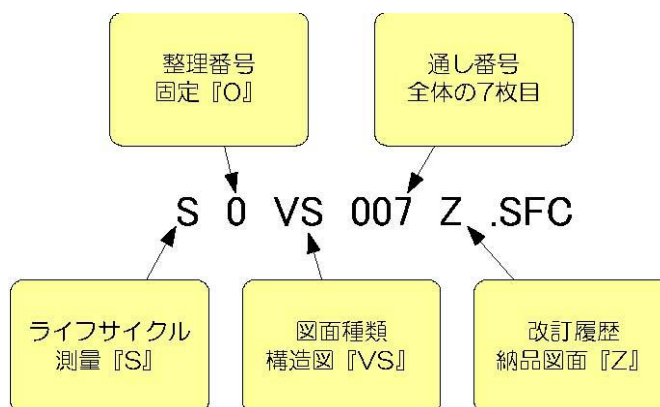 整理番号
固定『0』
通し番号
全体の7枚目
S 0 VS 007 Z .SFC
ライフサイクル
測量『S』
図面種類
構造図『VS』
改訂履歴
納品図面『Z』